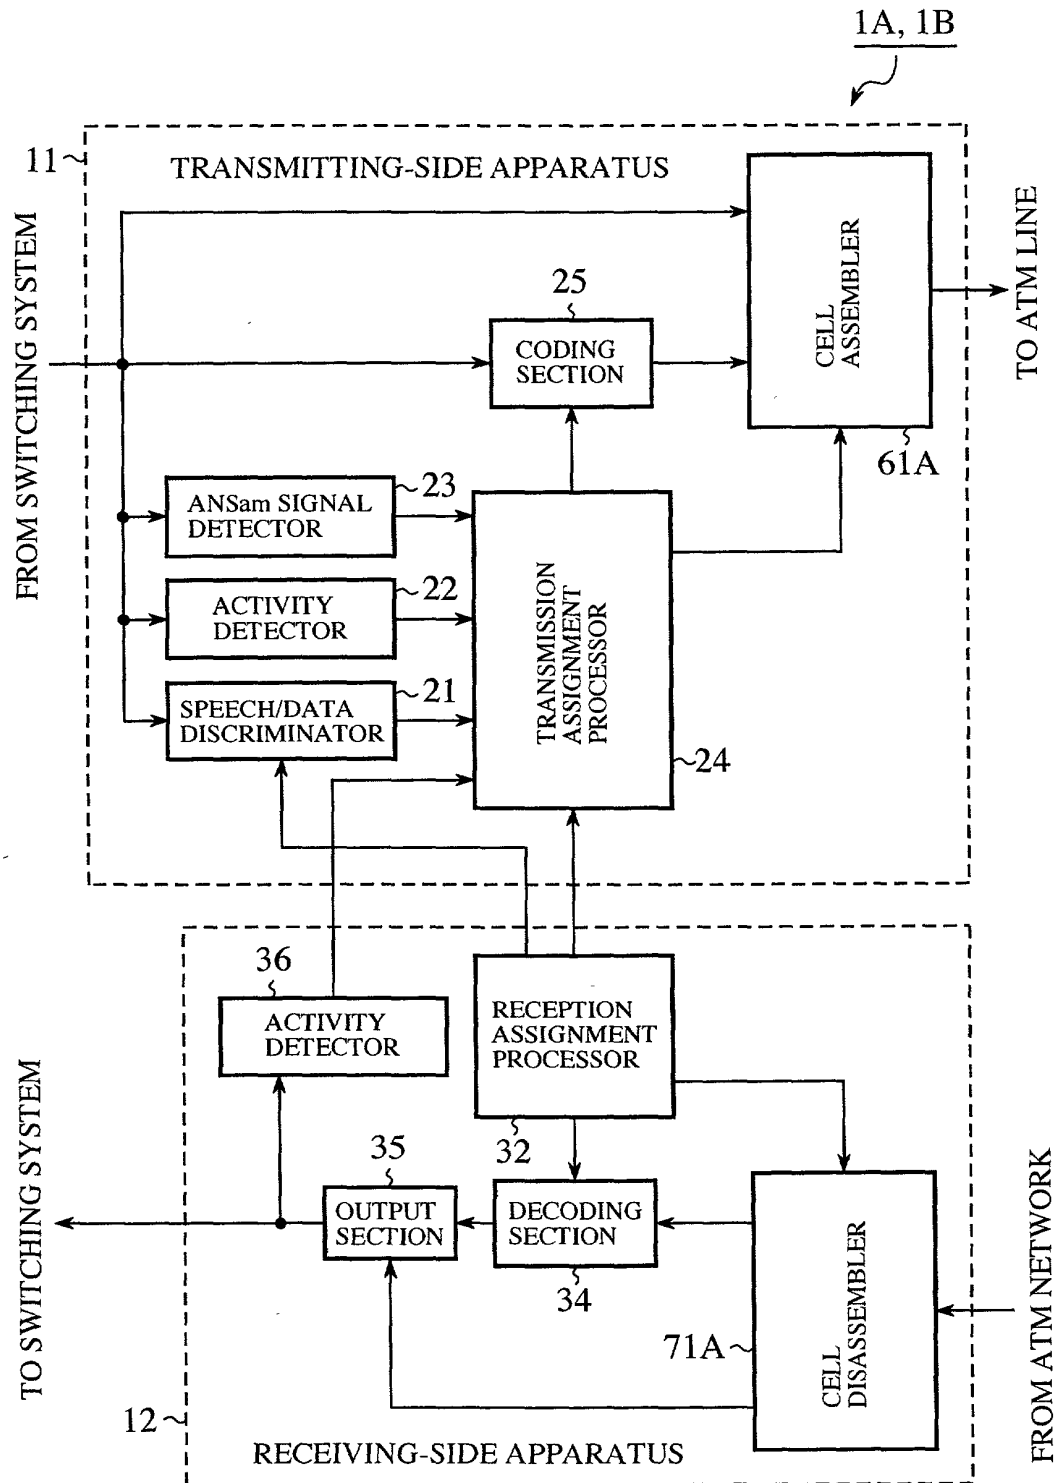 1A, 1B
11
TRANSMITTING-SIDE APPARATUS
FROM SWITCHING SYSTEM
TO ATM LINE
CELL
ASSEMBLER
61A
25
CODING
SECTION
ANSam SIGNAL
DETECTOR
23
ACTIVITY
DETECTOR
22
SPEECH/DATA
DISCRIMINATOR
21
TRANSMISSION
ASSIGNMENT
PROCESSOR
24
36
ACTIVITY
DETECTOR
RECEPTION
ASSIGNMENT
PROCESSOR
32
TO SWITCHING SYSTEM
35
OUTPUT
SECTION
DECODING
SECTION
34
CELL
DISASSEMBLER
71A
FROM ATM NETWORK
12
RECEIVING-SIDE APPARATUS